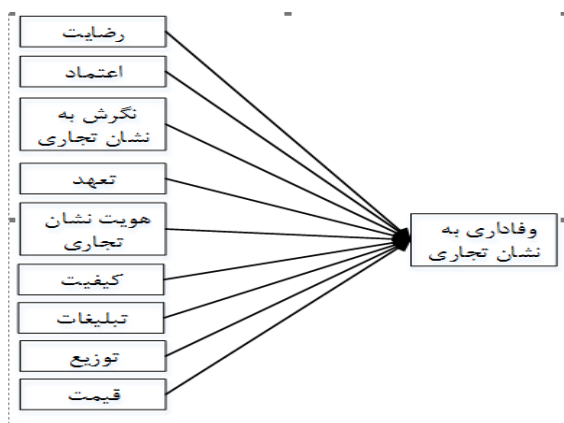 رضایت
اعتماد
نگرش به
نشان تجاری
تعهد
هویت نشان
تجاری
کیفیت
تبلیغات
توزیع
قیمت
وفاداری به
نشان تجاری